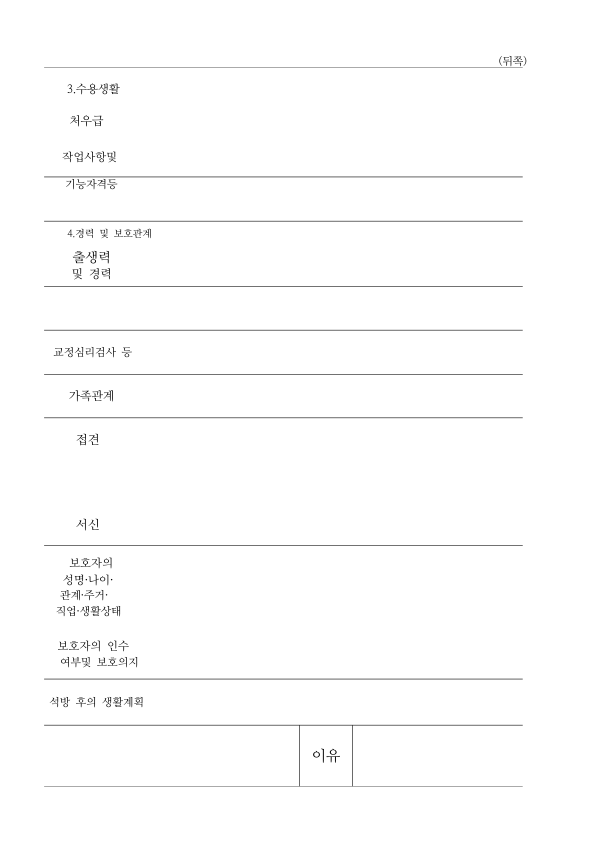 (뒤쪽)
3.수용생활
처우급
작업사항및
기능자격등
4.경력 및 보호관계
출생력
및 경력
교정심리검사 등
가족관계
접견
서신
보호자의
성명·나이·
관계·주거·
직업·생활상태
보호자의 인수
여부및 보호의지
석방 후의 생활계획
이유